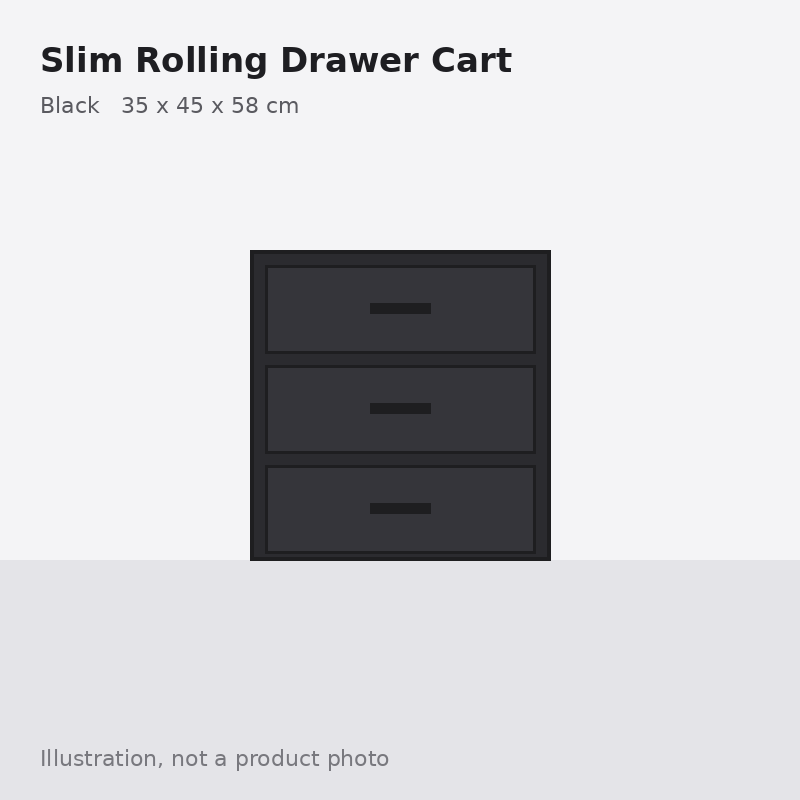 Slim Rolling Drawer Cart
Black   35 x 45 x 58 cm
Illustration, not a product photo